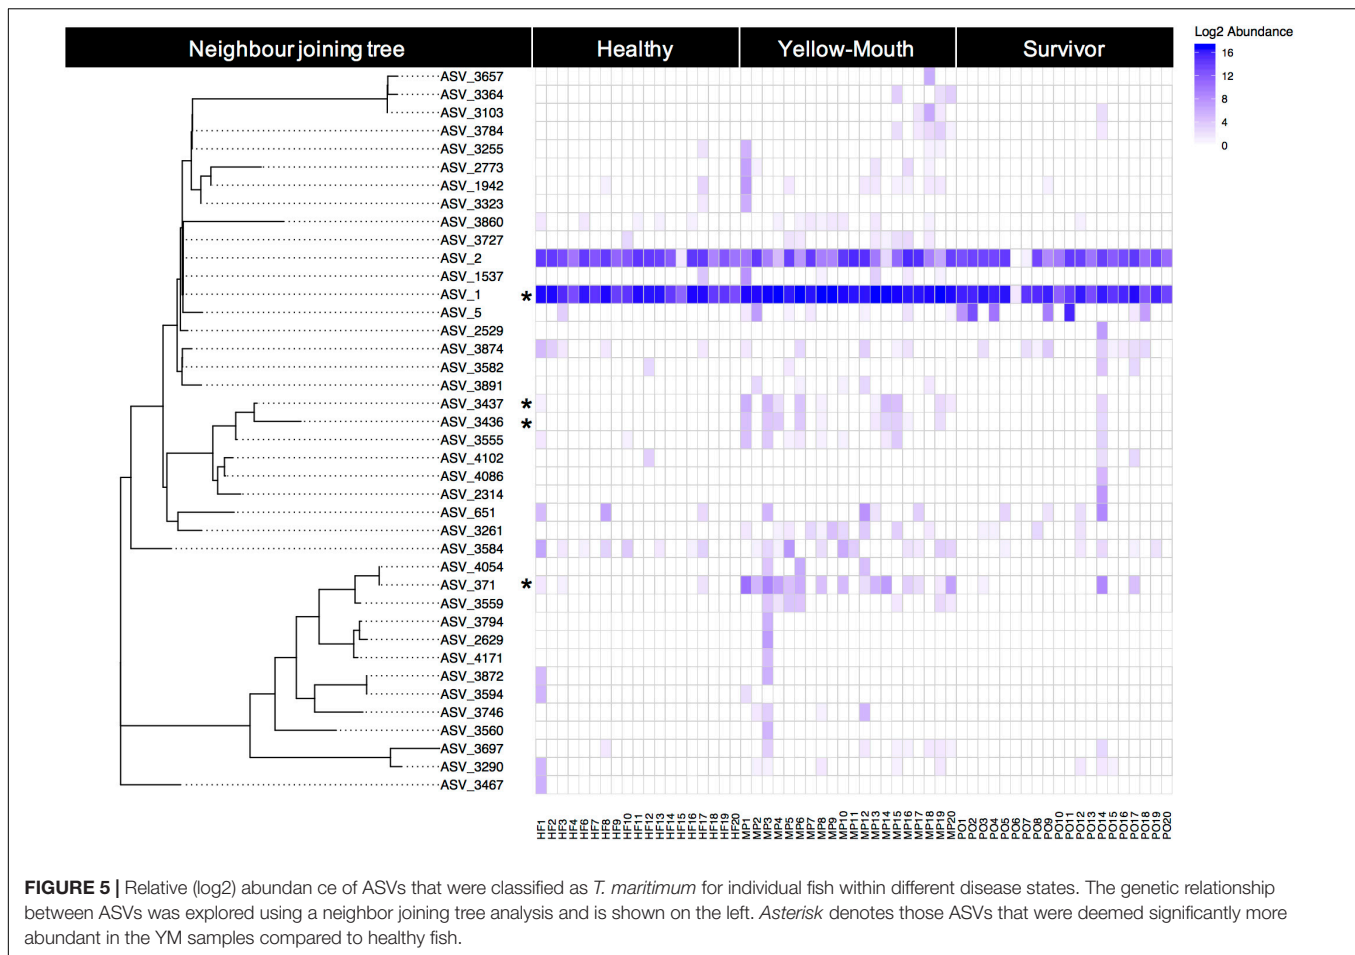 Neighbour joining tree Healthy Yellow-Mouth Survivor
Log2 Abundance
16
12
8
4
0
ASV_3657
ASV_3364
ASV_3103
ASV_3784
ASV_3255
ASV_2773
ASV_1942
ASV_3323
ASV_3860
ASV_3727
ASV_2
ASV_1537
ASV_1 *
ASV_5
ASV_2529
ASV_3874
ASV_3582
ASV_3891
ASV_3437 *
ASV_3436 *
ASV_3555
ASV_4102
ASV_4086
ASV_2314
ASV_651
ASV_3261
ASV_3584
ASV_4054
ASV_371 *
ASV_3559
ASV_3794
ASV_2629
ASV_4171
ASV_3872
ASV_3594
ASV_3746
ASV_3560
ASV_3697
ASV_3290
ASV_3467
HF1 HF2 HF3 HF4 HF6 HF7 HF8 HF9 HF10 HF11 HF12 HF13 HF14 HF15 HF16 HF17 HF18 HF19 HF20 MP1 MP2 MP3 MP4 MP5 MP6 MP7 MP8 MP9 MP10 MP11 MP12 MP13 MP14 MP15 MP16 MP17 MP18 MP19 MP20 PO1 PO2 PO3 PO4 PO5 PO6 PO7 PO8 PO9 PO10 PO11 PO12 PO13 PO14 PO15 PO16 PO17 PO18 PO19 PO20
FIGURE 5 | Relative (log2) abundan ce of ASVs that were classified as T. maritimum for individual fish within different disease states. The genetic relationship
between ASVs was explored using a neighbor joining tree analysis and is shown on the left. Asterisk denotes those ASVs that were deemed significantly more
abundant in the YM samples compared to healthy fish.